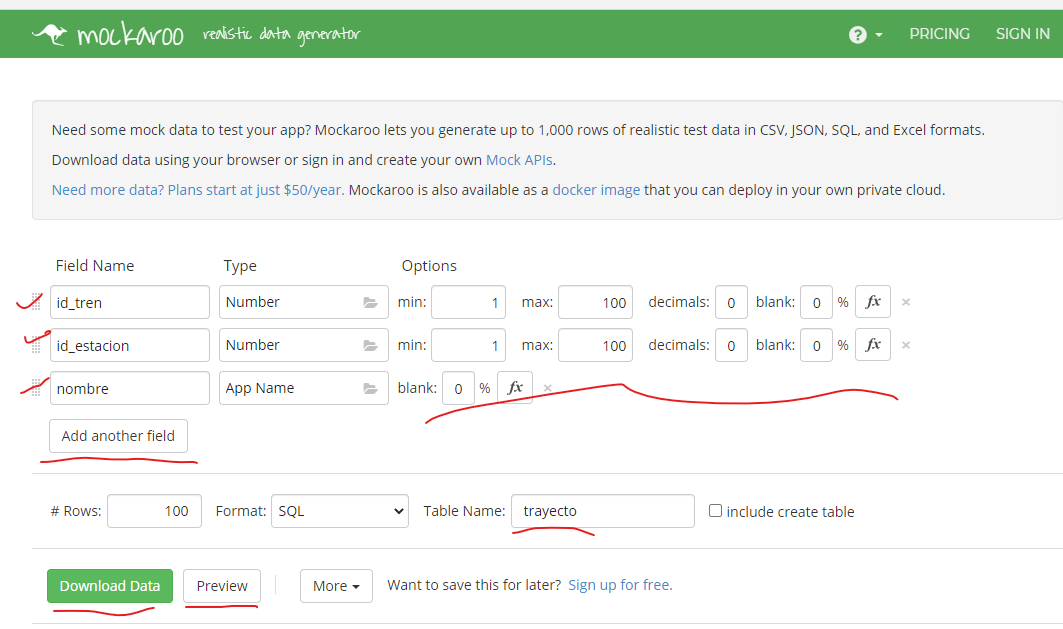 mockaroo realistic data generator ? PRICING SIGN IN
Need some mock data to test your app? Mockaroo lets you generate up to 1,000 rows of realistic test data in CSV, JSON, SQL, and Excel formats.
Download data using your browser or sign in and create your own Mock APIs.
Need more data? Plans start at just $50/year. Mockaroo is also available as a docker image that you can deploy in your own private cloud.
Field Name Type Options
id_tren Number min: 1 max: 100 decimals: 0 blank: 0 % fx ×
id_estacion Number min: 1 max: 100 decimals: 0 blank: 0 % fx ×
nombre App Name blank: 0 % fx ×
Add another field
# Rows: 100 Format: SQL Table Name: trayecto include create table
Download Data Preview More Want to save this for later? Sign up for free.